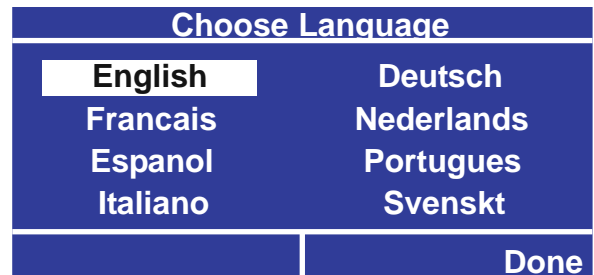 Choose Language
English Deutsch
Francais Nederlands
Espanol Portugues
Italiano Svenskt
Done